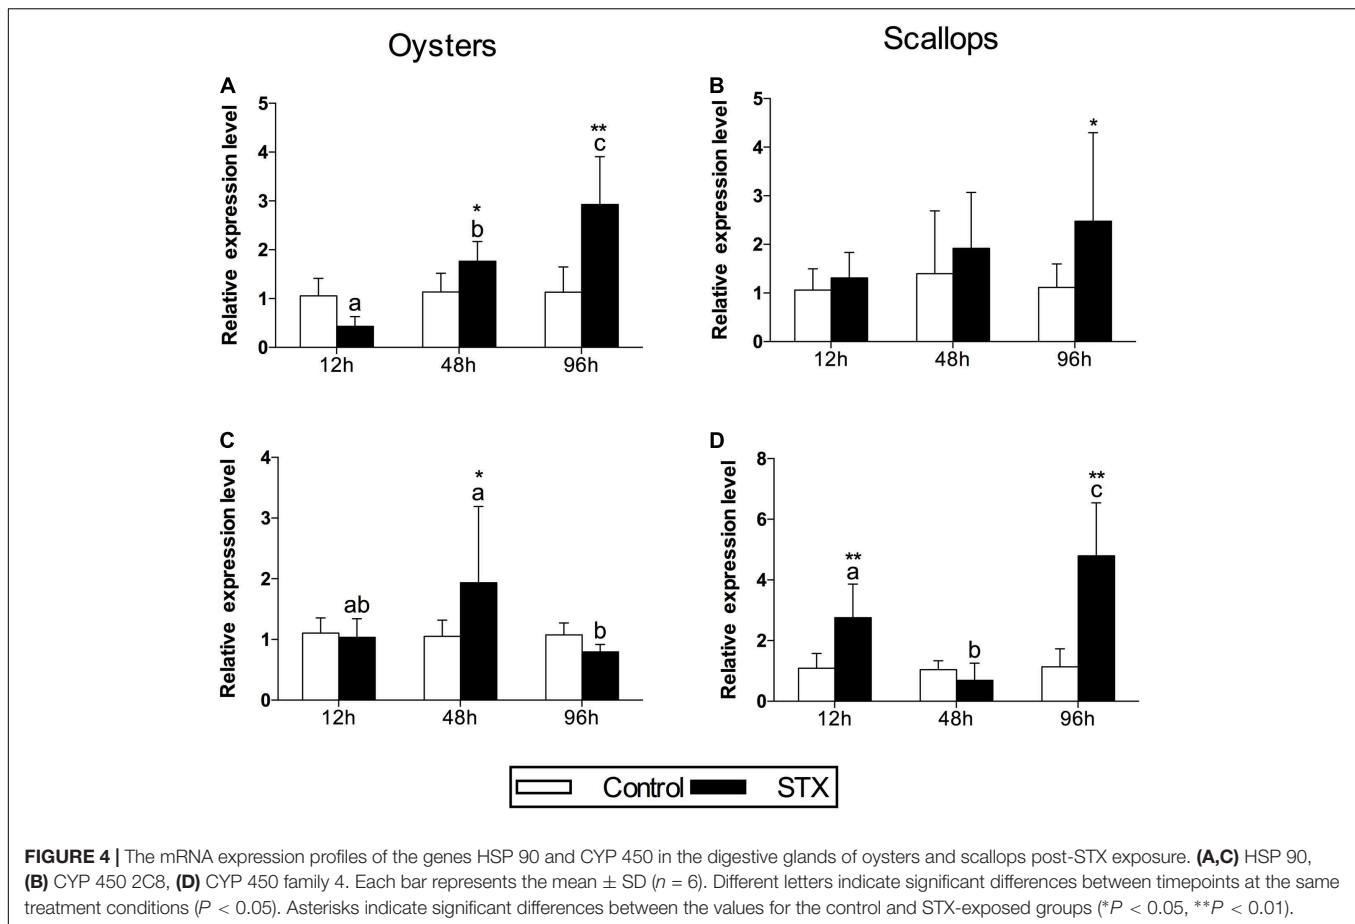 Oysters
Scallops
A
Relative expression level
5
4
3
2
1
0
a
*
b
**
c
12h
48h
96h
B
Relative expression level
5
4
3
2
1
0
*
12h
48h
96h
C
Relative expression level
4
3
2
1
0
ab
*
a
b
12h
48h
96h
D
Relative expression level
8
6
4
2
0
**
a
b
**
c
12h
48h
96h
Control STX
FIGURE 4 | The mRNA expression profiles of the genes HSP 90 and CYP 450 in the digestive glands of oysters and scallops post-STX exposure. (A,C) HSP 90,
(B) CYP 450 2C8, (D) CYP 450 family 4. Each bar represents the mean ± SD (n = 6). Different letters indicate significant differences between timepoints at the same
treatment conditions (P < 0.05). Asterisks indicate significant differences between the values for the control and STX-exposed groups (*P < 0.05, **P < 0.01).